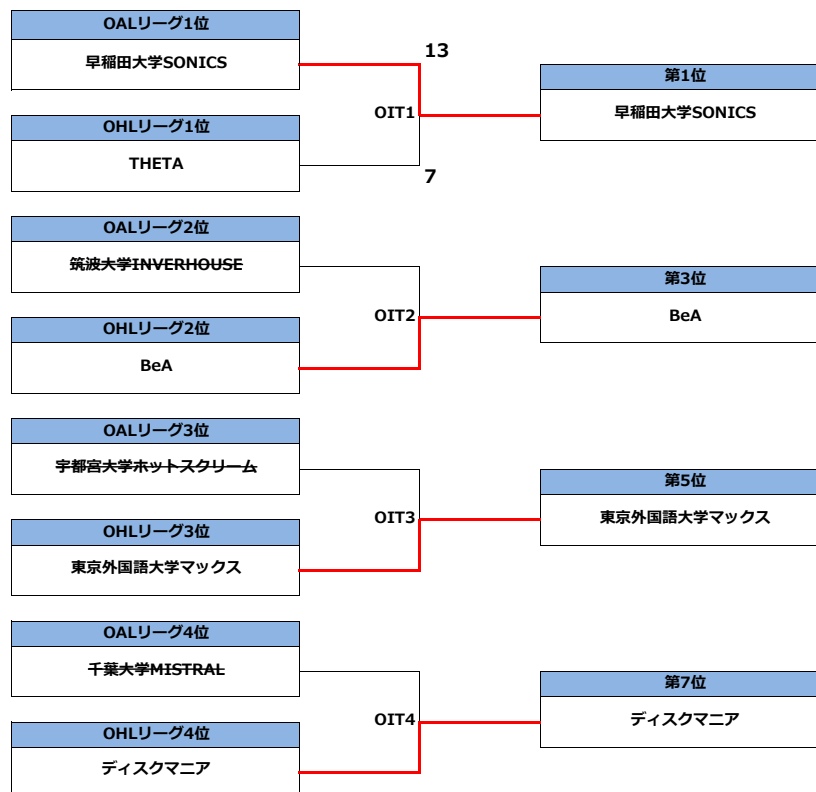 OALリーグ1位
早稲田大学SONICS
13
OIT1
第1位
早稲田大学SONICS
OHLリーグ1位
THETA
7
OALリーグ2位
筑波大学INVERHOUSE
OIT2
第3位
BeA
OHLリーグ2位
BeA
OALリーグ3位
宇都宮大学ホットスクリーム
OIT3
第5位
東京外国語大学マックス
OHLリーグ3位
東京外国語大学マックス
OALリーグ4位
千葉大学MISTRAL
OIT4
第7位
ディスクマニア
OHLリーグ4位
ディスクマニア